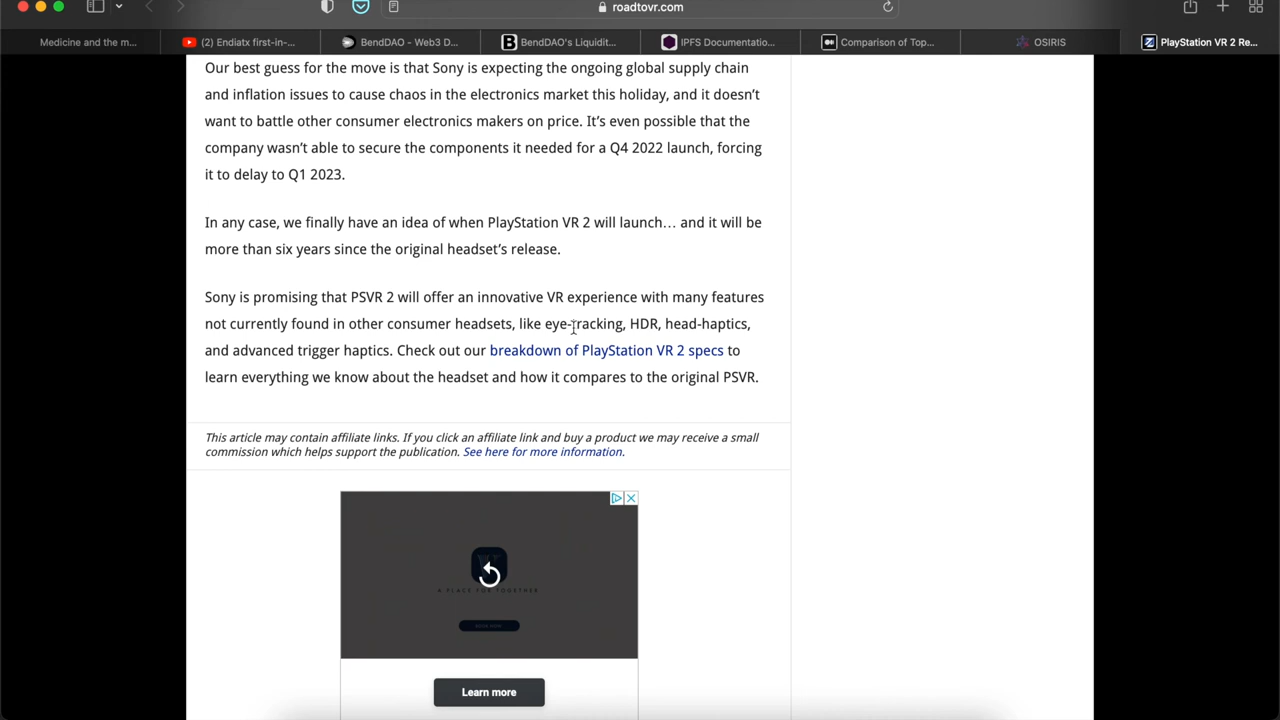 roadtovr.com
Medicine and the m...
(2) Endiatx first-in-...
BendDAO - Web3 D...
BendDAO's Liquidit...
IPFS Documentatio...
Comparison of Top...
OSIRIS
PlayStation VR 2 Re...
Our best guess for the move is that Sony is expecting the ongoing global supply chain
and inflation issues to cause chaos in the electronics market this holiday, and it doesn't
want to battle other consumer electronics makers on price. It's even possible that the
company wasn't able to secure the components it needed for a Q4 2022 launch, forcing
it to delay to Q1 2023.
In any case, we finally have an idea of when PlayStation VR 2 will launch… and it will be
more than six years since the original headset's release.
Sony is promising that PSVR 2 will offer an innovative VR experience with many features
not currently found in other consumer headsets, like eye-tracking, HDR, head-haptics,
and advanced trigger haptics. Check out our breakdown of PlayStation VR 2 specs to
learn everything we know about the headset and how it compares to the original PSVR.
This article may contain affiliate links. If you click an affiliate link and buy a product we may receive a small
commission which helps support the publication. See here for more information.
A PLACE FOR TOGETHER
BOOK NOW
Learn more